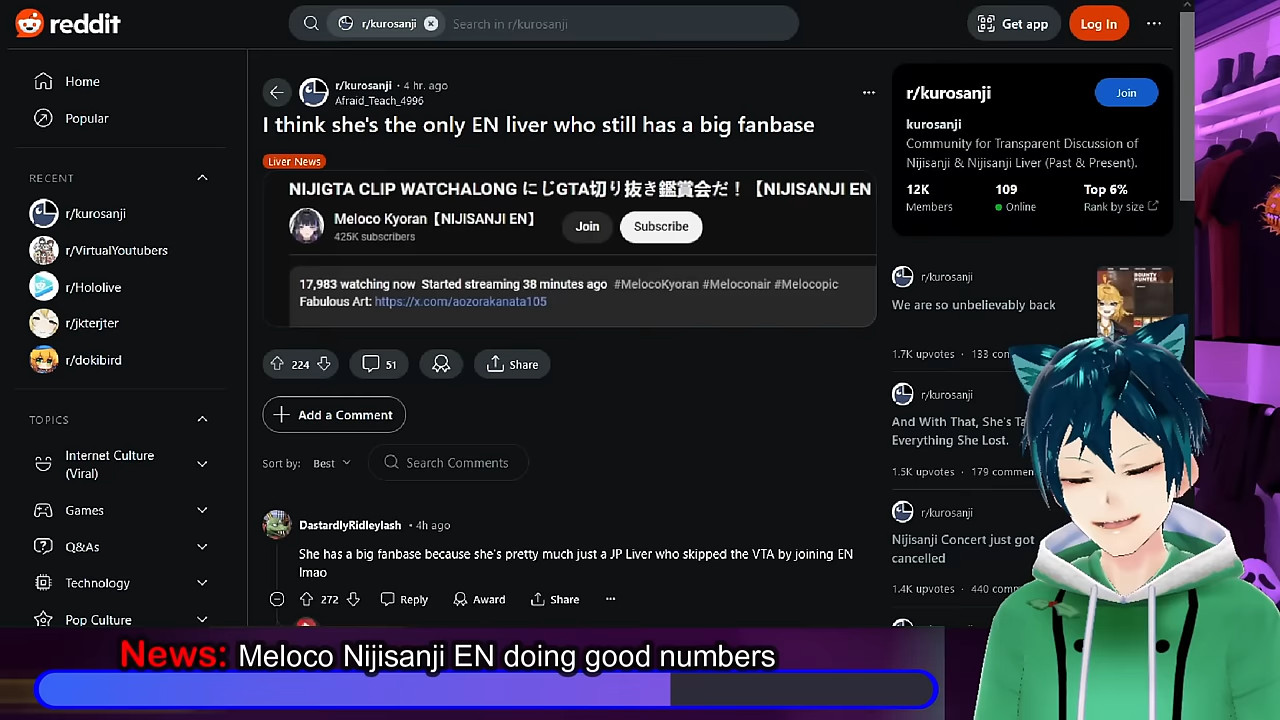 reddit
r/kurosanji
Search in r/kurosanji
Get app
Log In
Home
Popular
RECENT
r/kurosanji
r/VirtualYoutubers
r/Hololive
r/jkterjter
r/dokibird
TOPICS
Internet Culture
(Viral)
Games
Q&As
Technology
Pop Culture
r/kurosanji · 4 hr. ago
Afraid_Teach_4996
I think she's the only EN liver who still has a big fanbase
Liver News
NIJIGTA CLIP WATCHALONG にじGTA切り抜き鑑賞会だ！【NIJISANJI EN
Meloco Kyoran【NIJISANJI EN】
425K subscribers
Join
Subscribe
17,983 watching now Started streaming 38 minutes ago #MelocoKyoran #Meloconair #Melocopic
Fabulous Art: https://x.com/aozorakanata105
224
51
Share
Add a Comment
Sort by: Best
Search Comments
DastardlyRidleylash · 4h ago
She has a big fanbase because she's pretty much just a JP Liver who skipped the VTA by joining EN
lmao
272
Reply
Award
Share
r/kurosanji
Join
kurosanji
Community for Transparent Discussion of
Nijisanji & Nijisanji Liver (Past & Present).
12K
109
Top 6%
Members
Online
Rank by size
r/kurosanji
We are so unbelievably back
BOUNTY
HUNTER
1.7K upvotes · 133 con
r/kurosanji
And With That, She's Ta
Everything She Lost.
1.5K upvotes · 179 commen
r/kurosanji
Nijisanji Concert just got
cancelled
1.4K upvotes · 440 comme
News: Meloco Nijisanji EN doing good numbers